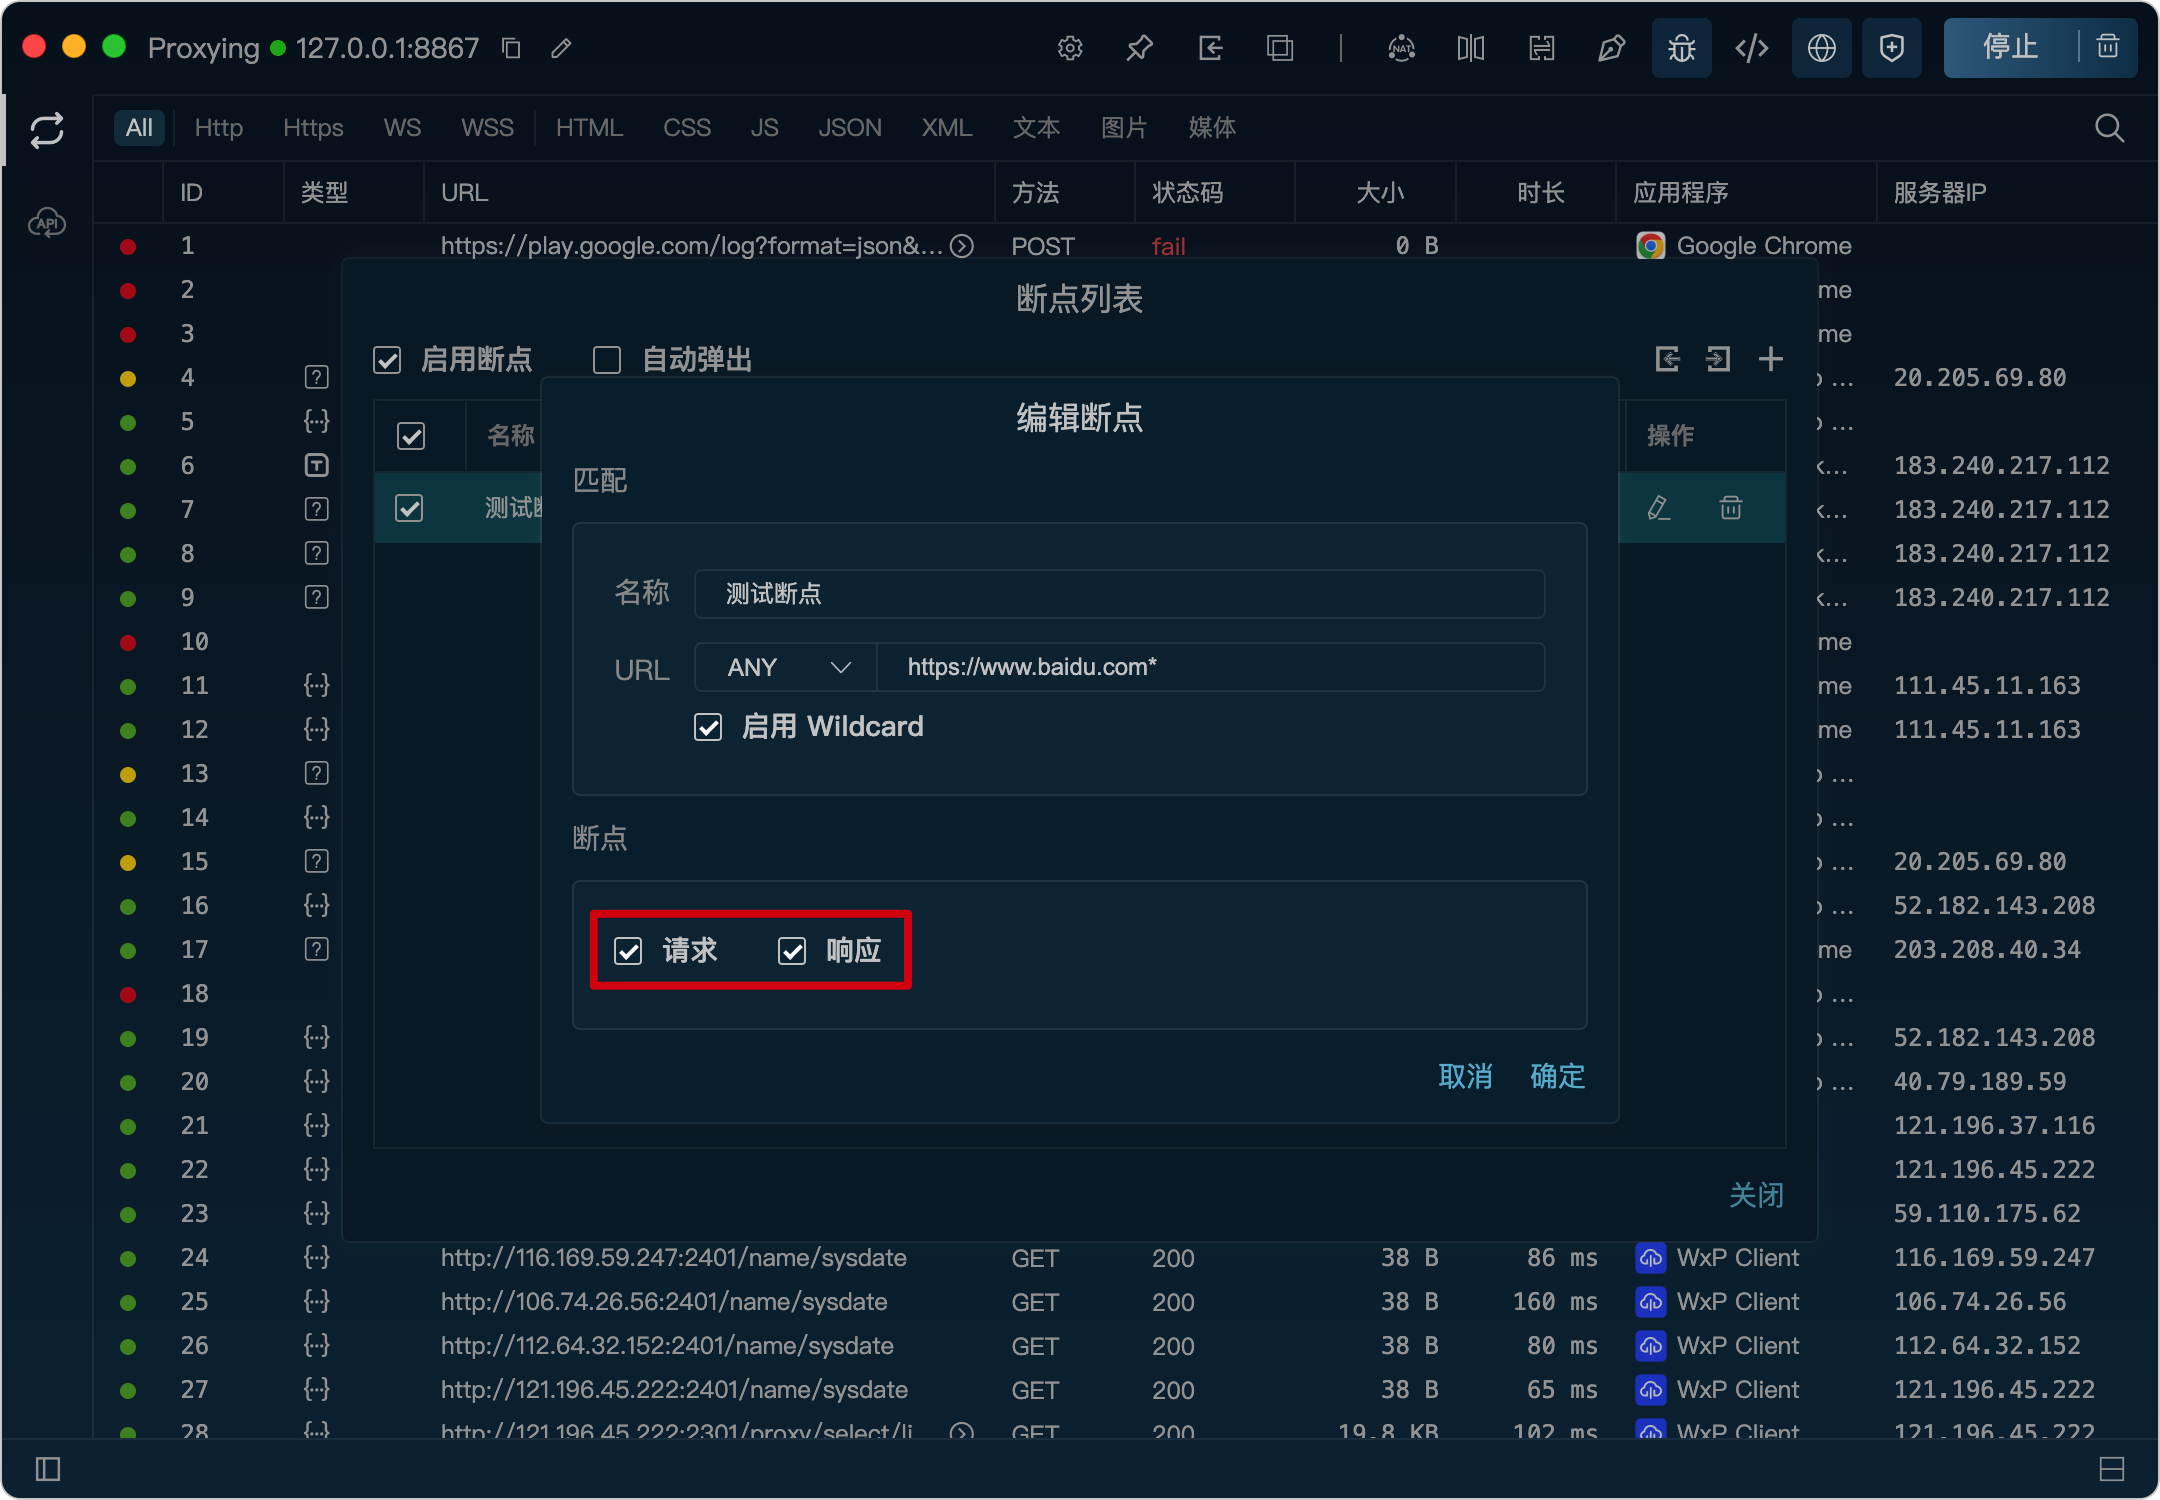 Proxying 127.0.0.1:8867 NAT 停止
All Http Https WS WSS HTML CSS JS JSON XML 文本 图片 媒体
API
ID 类型 URL 方法 状态码 大小 时长 应用程序 服务器IP
1 https://play.google.com/log?format=json&... POST fail 0 B Google Chrome
2 me
3 me
4 ? ... 20.205.69.80
5 {...} ...
6 T ... 183.240.217.112
7 ? ... 183.240.217.112
8 ? ... 183.240.217.112
9 ? ... 183.240.217.112
10 me
11 {...} me 111.45.11.163
12 {...} me 111.45.11.163
13 ? ...
14 {...} ...
15 ? ... 20.205.69.80
16 {...} ... 52.182.143.208
17 ? me 203.208.40.34
18 ...
19 {...} ... 52.182.143.208
20 {...} ... 40.79.189.59
21 {...} 121.196.37.116
22 {...} 121.196.45.222
23 {...} 59.110.175.62
24 {...} http://116.169.59.247:2401/name/sysdate GET 200 38 B 86 ms WxP Client 116.169.59.247
25 {...} http://106.74.26.56:2401/name/sysdate GET 200 38 B 160 ms WxP Client 106.74.26.56
26 {...} http://112.64.32.152:2401/name/sysdate GET 200 38 B 80 ms WxP Client 112.64.32.152
27 {...} http://121.196.45.222:2401/name/sysdate GET 200 38 B 65 ms WxP Client 121.196.45.222
28 {...} http://121.196.45.222:2301/proxy/select/li GET 200 19.8 KB 102 ms WxP Client 121.196.45.222
断点列表
启用断点 自动弹出
名称 操作
测试断
编辑断点
匹配
名称 测试断点
URL ANY https://www.baidu.com*
启用 Wildcard
断点
请求 响应
取消 确定
关闭